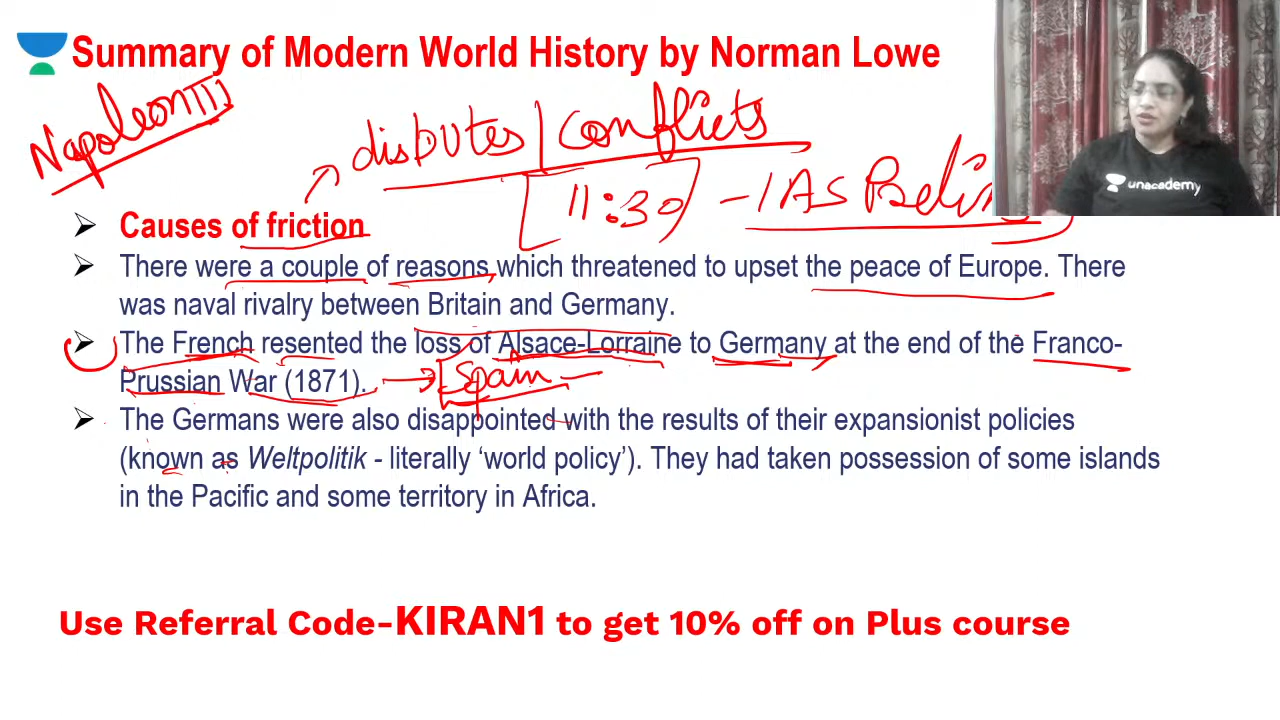 Summary of Modern World History by Norman Lowe
Napoleon III
disputes | conflicts
[11:30] - IAS
unacademy
➢ Causes of friction
➢ There were a couple of reasons which threatened to upset the peace of Europe. There
was naval rivalry between Britain and Germany.
➢ The French resented the loss of Alsace-Lorraine to Germany at the end of the Franco-
Prussian War (1871). → Spain
➢ The Germans were also disappointed with the results of their expansionist policies
(known as Weltpolitik - literally ‘world policy’). They had taken possession of some islands
in the Pacific and some territory in Africa.
Use Referral Code-KIRAN1 to get 10% off on Plus course